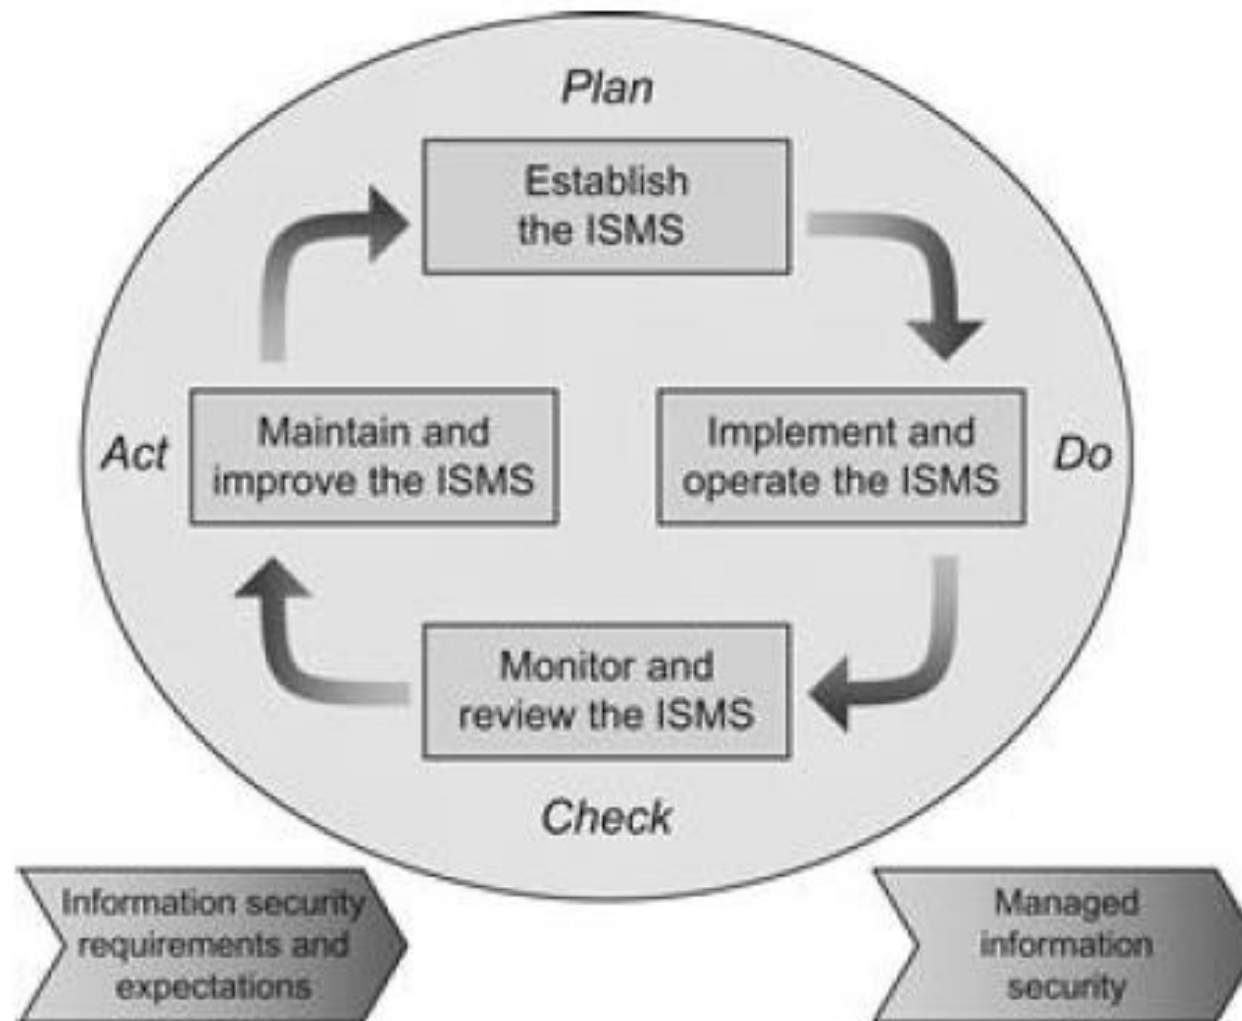 Plan
Establish
the ISMS
Act
Maintain and
improve the ISMS
Implement and
operate the ISMS
Do
Monitor and
review the ISMS
Check
Information security
requirements and
expectations
Managed
information
security